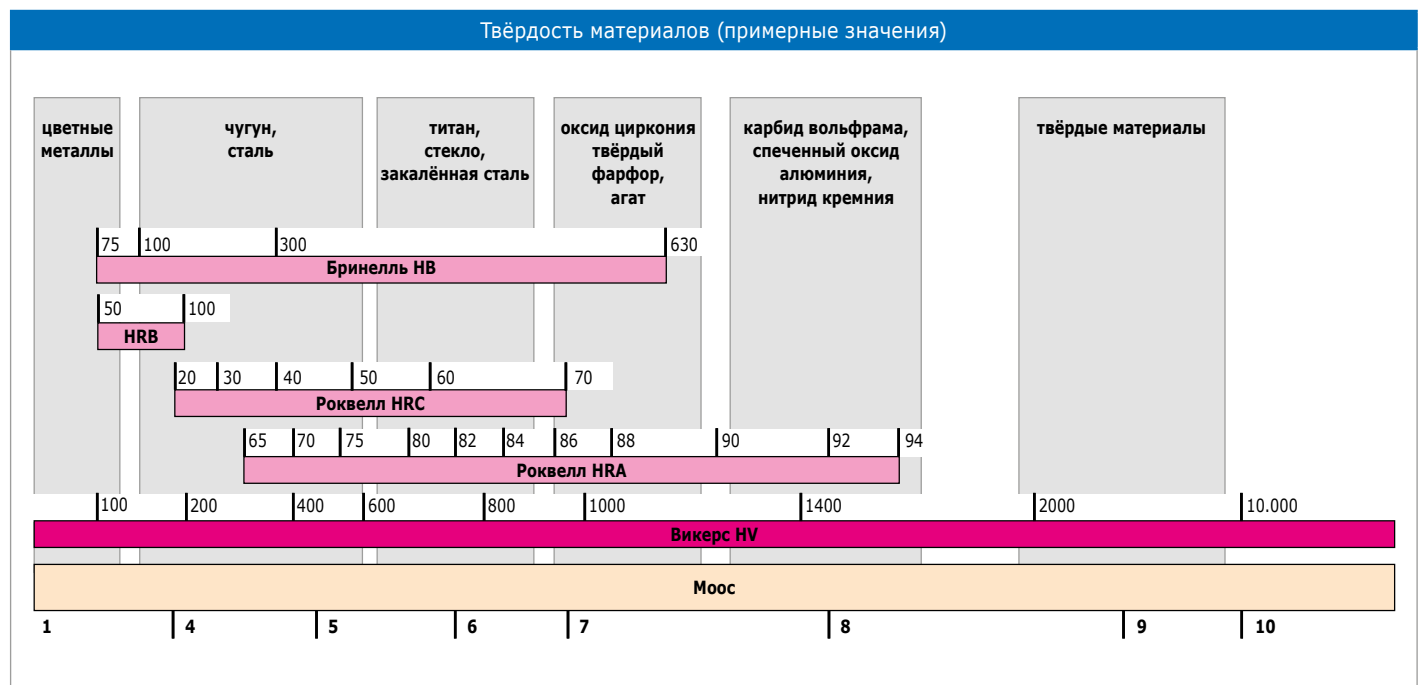 Твёрдость материалов (примерные значения)
цветные
металлы
чугун,
сталь
титан,
стекло,
закалённая сталь
оксид циркония
твёрдый
фарфор,
агат
карбид вольфрама,
спеченный оксид
алюминия,
нитрид кремния
твёрдые материалы
75 100 300 630
Бринелль HB
50 100
HRB
20 30 40 50 60 70
Роквелл HRC
65 70 75 80 82 84 86 88 90 92 94
Роквелл HRA
100 200 400 600 800 1000 1400 2000 10.000
Викерс HV
Моос
1 4 5 6 7 8 9 10